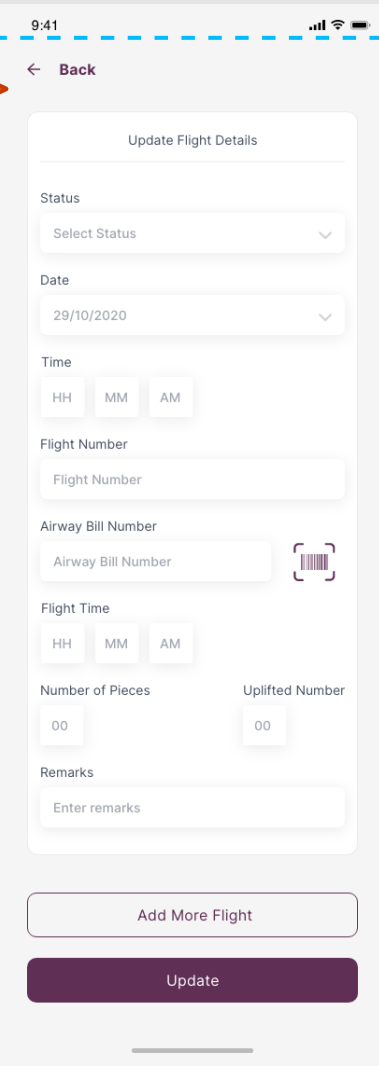 9:41
Back
Update Flight Details
Status
Select Status
Date
29/10/2020
Time
HH MM AM
Flight Number
Flight Number
Airway Bill Number
Airway Bill Number
Flight Time
HH MM AM
Number of Pieces Uplifted Number
00 00
Remarks
Enter remarks
Add More Flight
Update